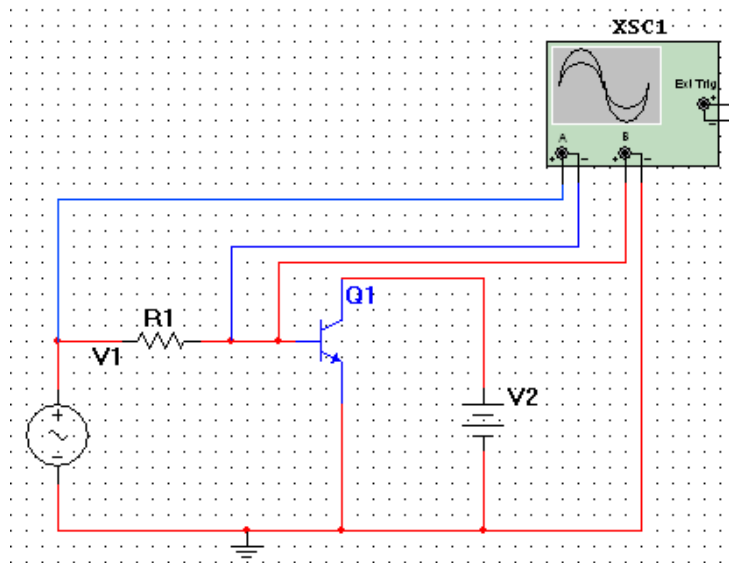 XSC1
Ext Trig
+
-
A
B
+ - + -
Q1
R1
V1
V2
+
-